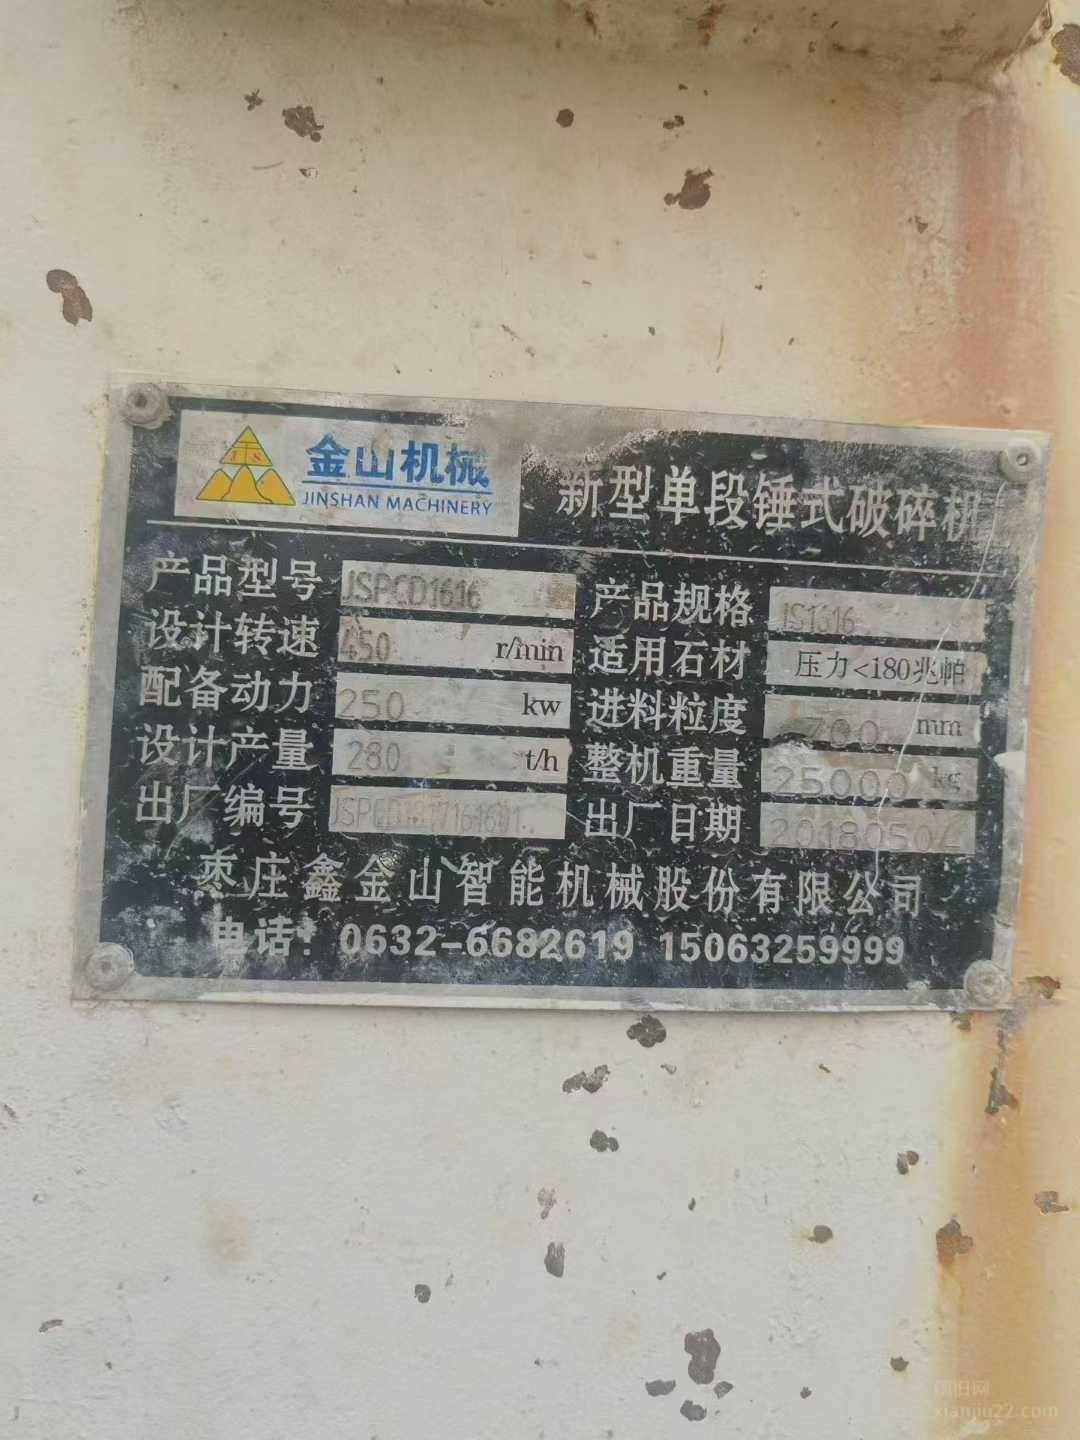 JS
金山机械
JINSHAN MACHINERY
新型单段锤式破碎机
产品型号 JSPCD1616 产品规格 JS1616
设计转速 450 r/min 适用石材 压力<180兆帕
配备动力 250 kw 进料粒度 700 mm
设计产量 280 t/h 整机重量 25000 kg
出厂编号 出厂日期 20180504
枣庄鑫金山智能机械股份有限公司
电话：0632-6682619 15063259999
闲旧网
xianjiu22.com